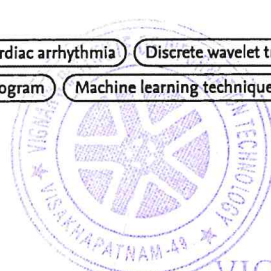 rdiac arrhythmia Discrete wavelet t
ogram Machine learning technique
VISAKHAPATNAM-49